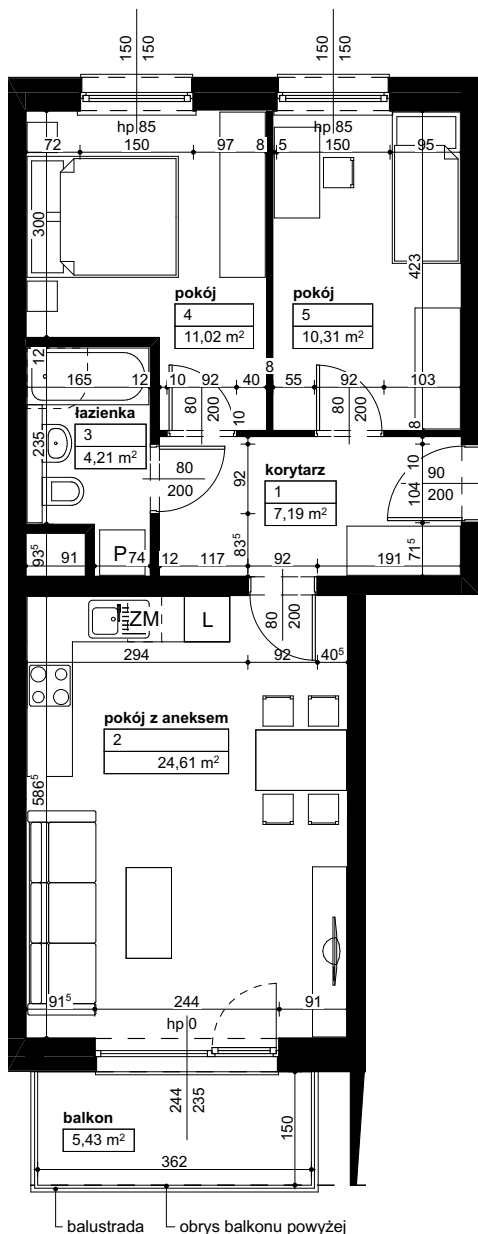 150 150
150 150
hp 85
hp 85
72 150 97 8 5 150 95
300
423
pokój
4
11,02 m²
pokój
5
10,31 m²
12
165 12 10 92 40 8 55 92 103
80
200
10
80
200
8
łazienka
3
4,21 m²
235
80
200
92
korytarz
1
7,19 m²
10
104
90
200
93⁵
91
P
74
12 117
83⁵
92
191
71⁵
80
200
ZM
L
294 92 40⁵
pokój z aneksem
2
24,61 m²
586⁵
91⁵ 244 91
hp 0
244
235
balkon
5,43 m²
150
362
balustrada
obrys balkonu powyżej